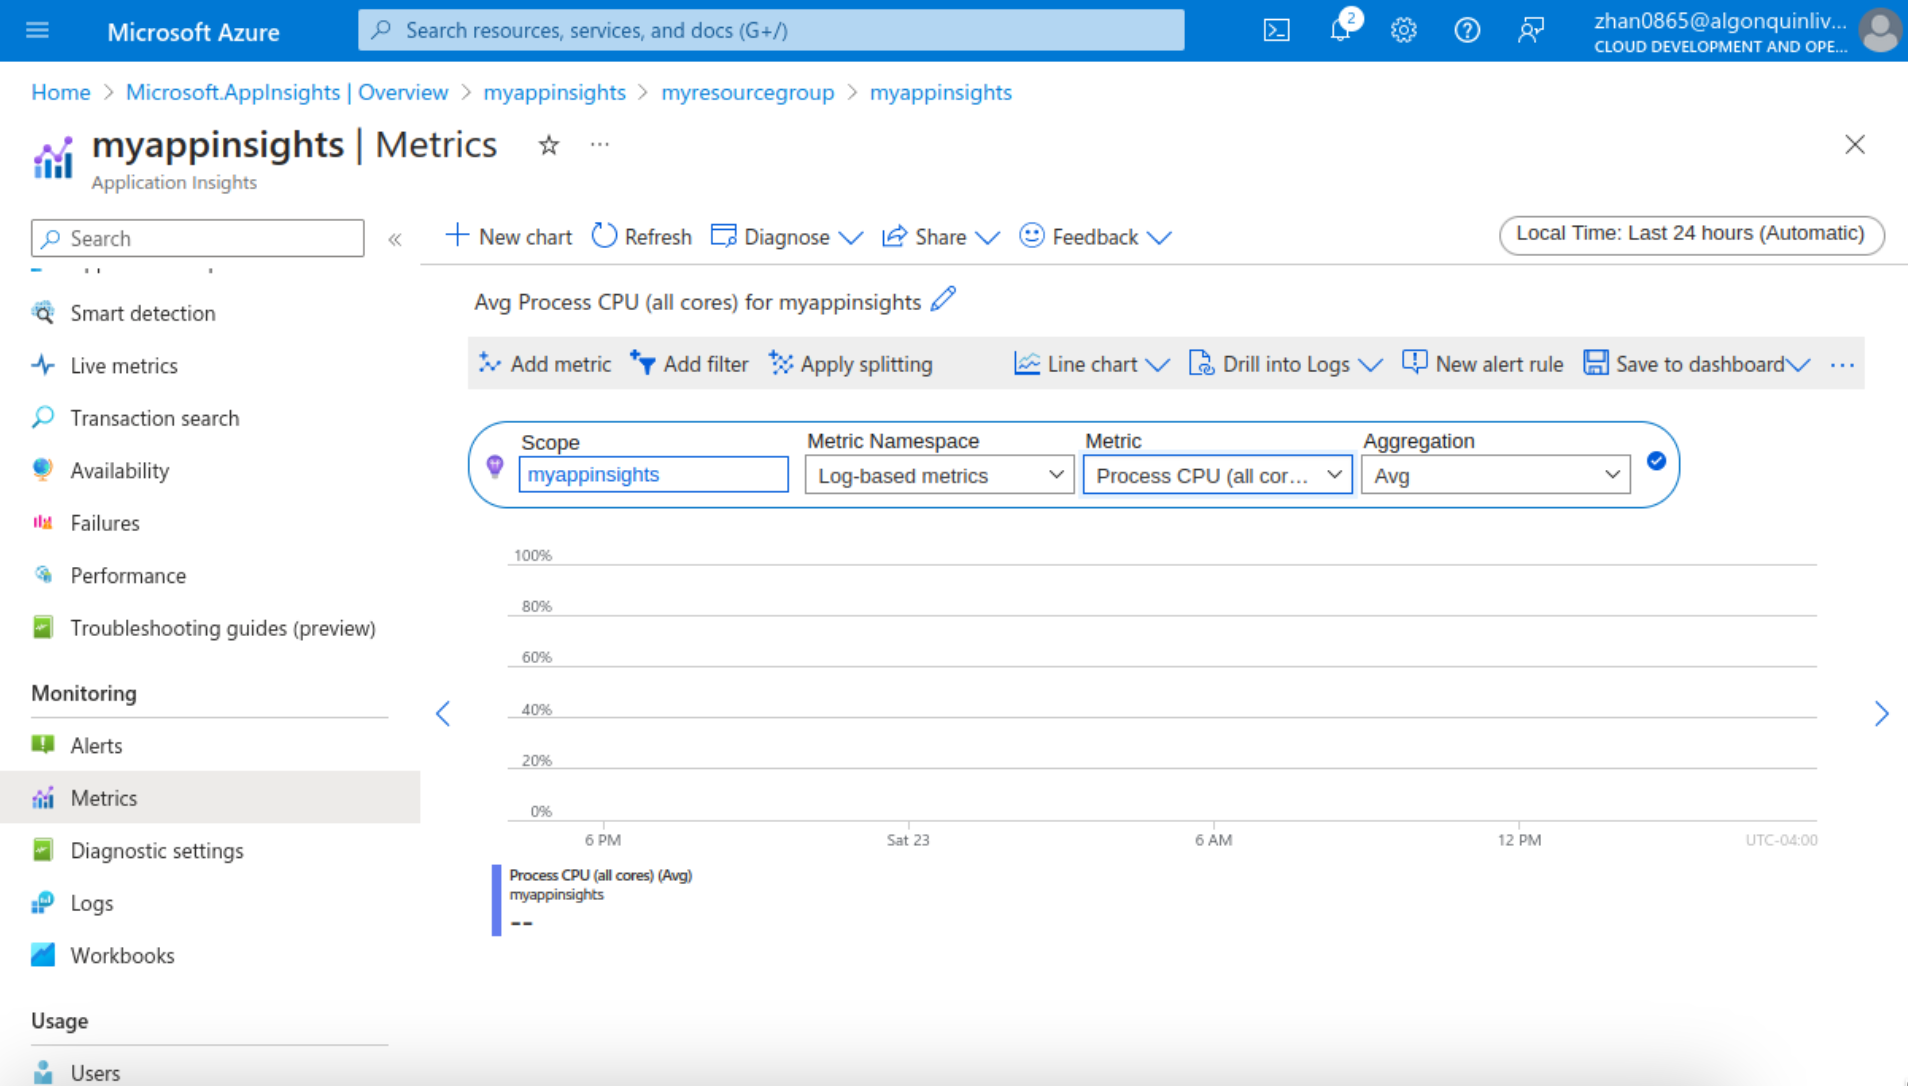 Microsoft Azure
Search resources, services, and docs (G+/)
2
zhan0865@algonquinliv...
CLOUD DEVELOPMENT AND OPE...
Home > Microsoft.AppInsights | Overview > myappinsights > myresourcegroup > myappinsights
myappinsights | Metrics
Application Insights
Search
«
New chart
Refresh
Diagnose
Share
Feedback
Local Time: Last 24 hours (Automatic)
Smart detection
Live metrics
Transaction search
Availability
Failures
Performance
Troubleshooting guides (preview)
Monitoring
Alerts
Metrics
Diagnostic settings
Logs
Workbooks
Usage
Users
Avg Process CPU (all cores) for myappinsights
Add metric
Add filter
Apply splitting
Line chart
Drill into Logs
New alert rule
Save to dashboard
Scope
myappinsights
Metric Namespace
Log-based metrics
Metric
Process CPU (all cor...
Aggregation
Avg
100%
80%
60%
40%
20%
0%
6 PM
Sat 23
6 AM
12 PM
UTC-04:00
Process CPU (all cores) (Avg)
myappinsights
--